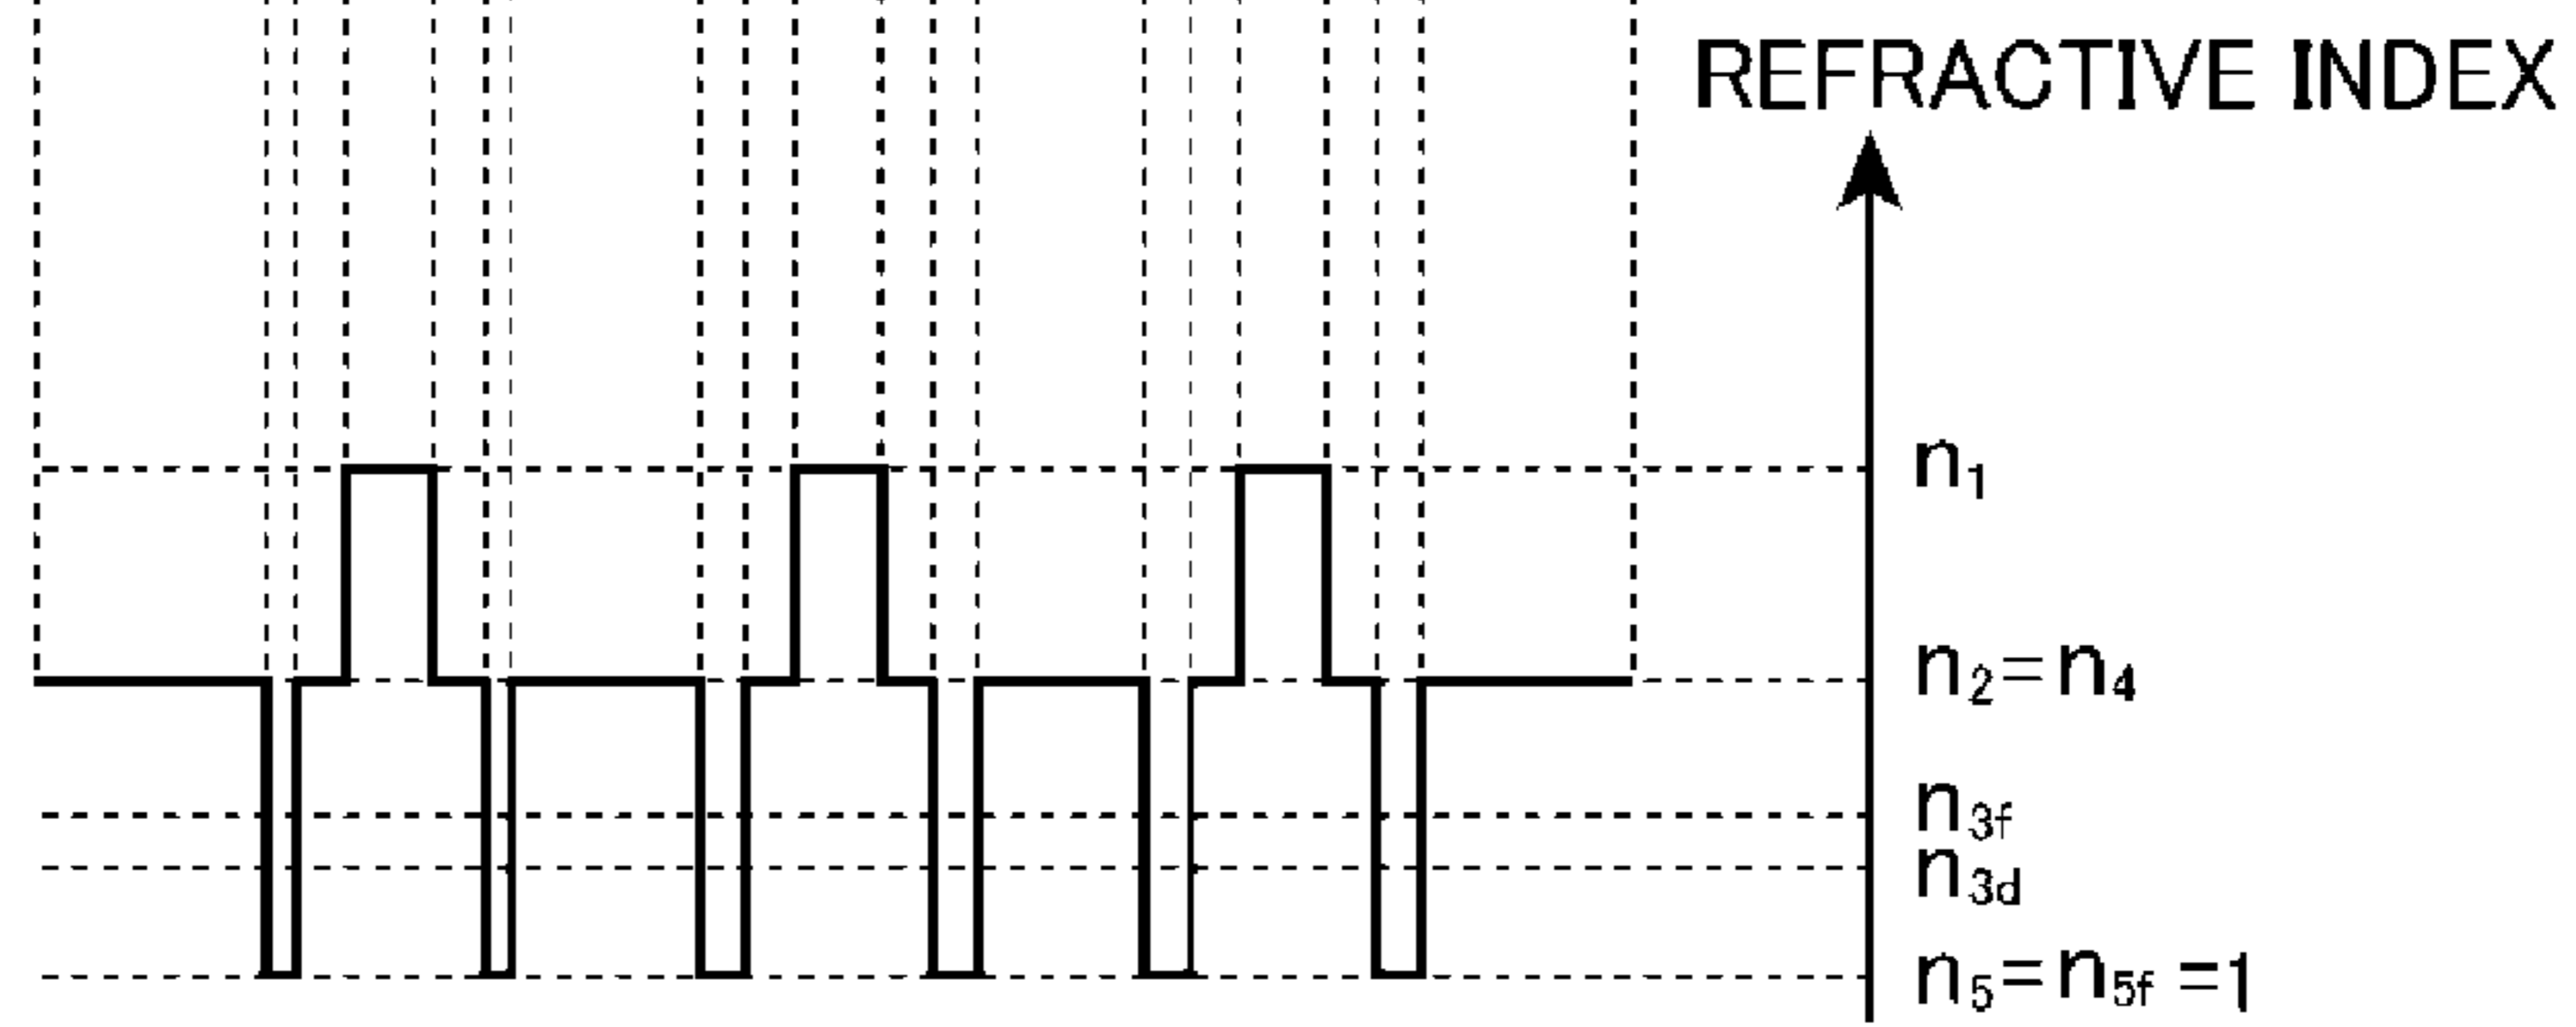 REFRACTIVE INDEX
n₁
n₂=n₄
n₃f
n₃d
n₅=n₅f =1